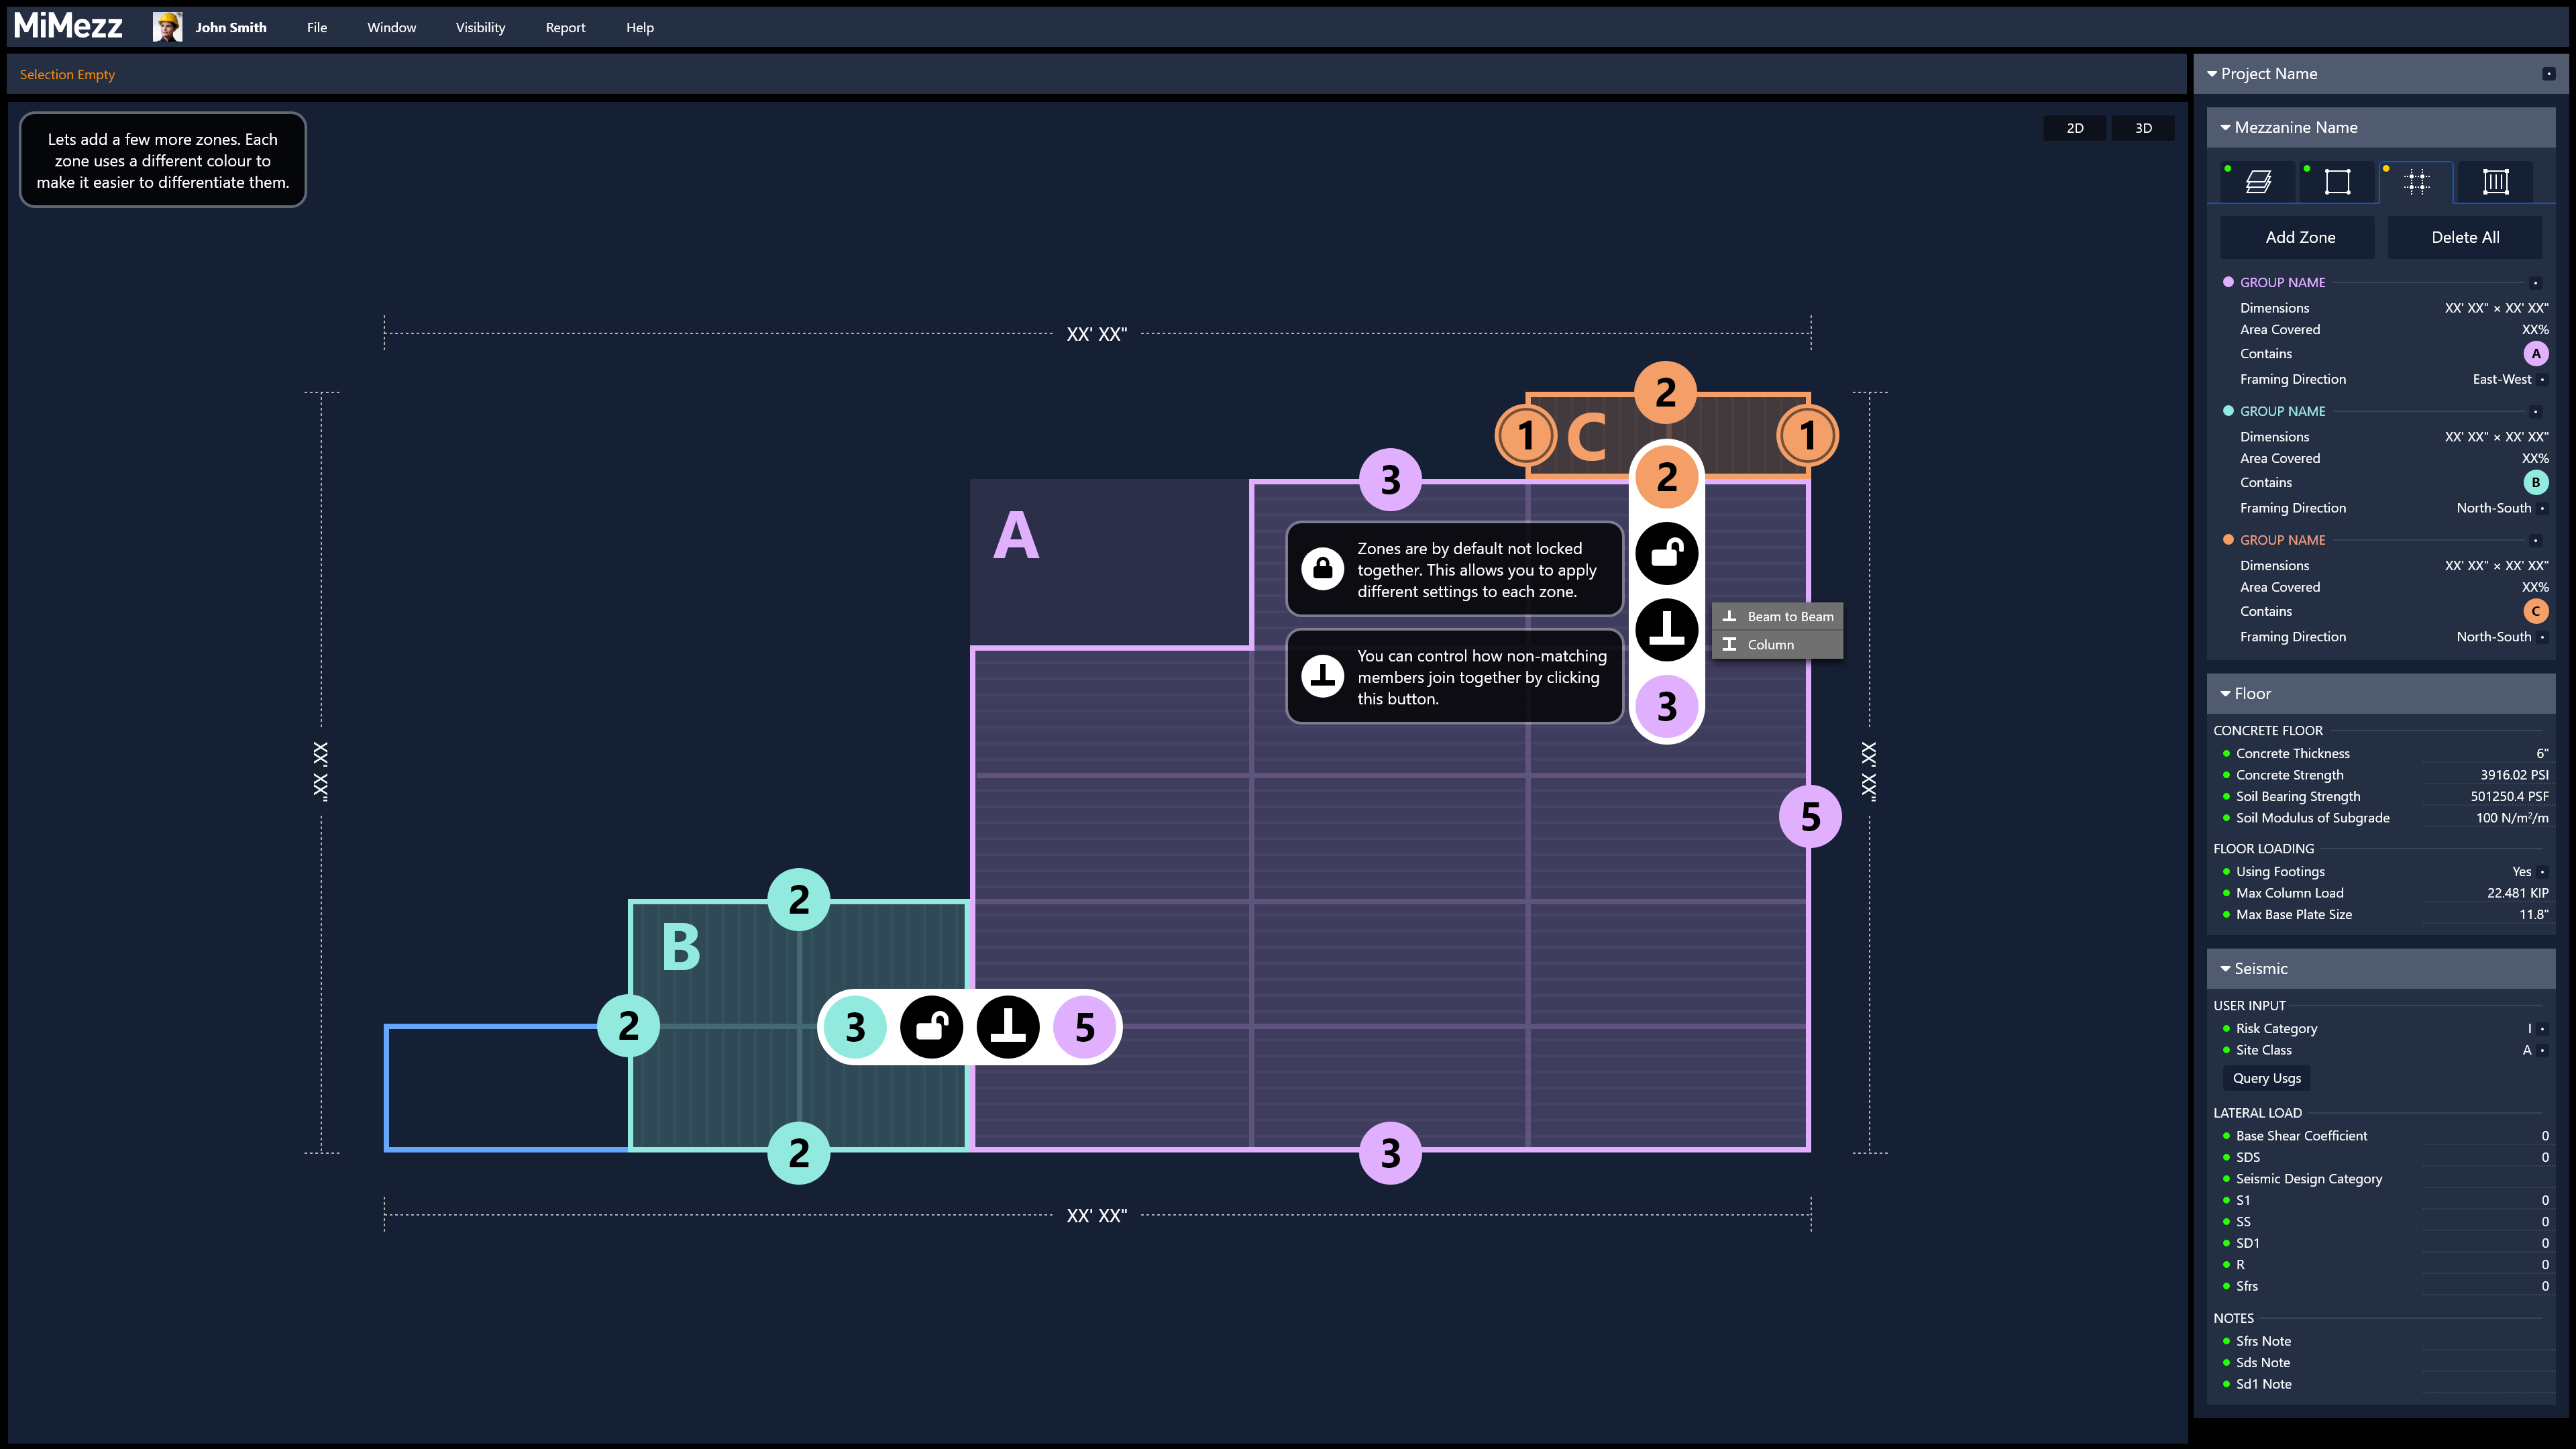 MiMezz
John Smith
File
Window
Visibility
Report
Help
Selection Empty
Lets add a few more zones. Each
zone uses a different colour to
make it easier to differentiate them.
2D
3D
XX' XX"
XX' XX"
XX' XX"
XX' XX"
2
1
C
1
2
3
A
Zones are by default not locked
together. This allows you to apply
different settings to each zone.
Beam to Beam
Column
You can control how non-matching
members join together by clicking
this button.
3
5
2
B
2
3
5
2
3
Project Name
Mezzanine Name
Add Zone
Delete All
GROUP NAME
Dimensions XX' XX" × XX' XX"
Area Covered XX%
Contains A
Framing Direction East-West
GROUP NAME
Dimensions XX' XX" × XX' XX"
Area Covered XX%
Contains B
Framing Direction North-South
GROUP NAME
Dimensions XX' XX" × XX' XX"
Area Covered XX%
Contains C
Framing Direction North-South
Floor
CONCRETE FLOOR
Concrete Thickness 6"
Concrete Strength 3916.02 PSI
Soil Bearing Strength 501250.4 PSF
Soil Modulus of Subgrade 100 N/m²/m
FLOOR LOADING
Using Footings Yes
Max Column Load 22.481 KIP
Max Base Plate Size 11.8"
Seismic
USER INPUT
Risk Category I
Site Class A
Query Usgs
LATERAL LOAD
Base Shear Coefficient 0
SDS 0
Seismic Design Category
S1 0
SS 0
SD1 0
R 0
Sfrs 0
NOTES
Sfrs Note
Sds Note
Sd1 Note